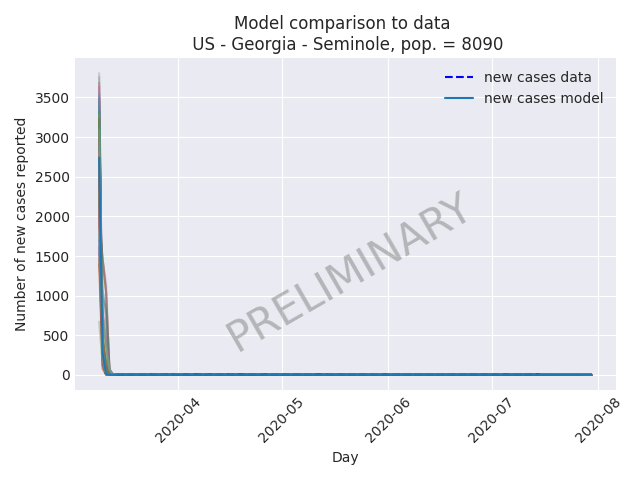 Model comparison to data
US - Georgia - Seminole, pop. = 8090
new cases data
new cases model
3500
3000
2500
2000
1500
1000
500
0
Number of new cases reported
PRELIMINARY
2020-04
2020-05
2020-06
2020-07
2020-08
Day